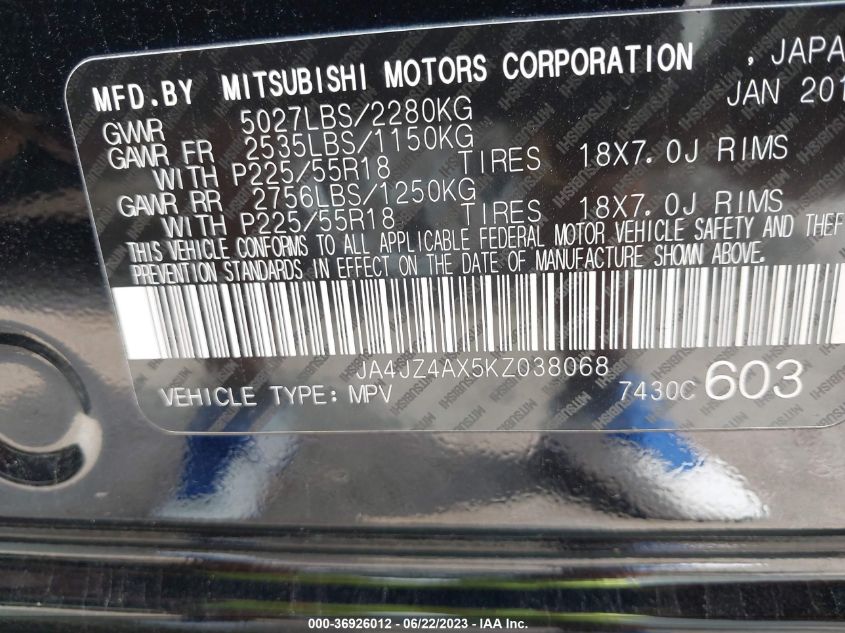 MFD.BY MITSUBISHI MOTORS CORPORATION , JAPA
JAN 201
GVWR 5027LBS/2280KG
GAWR FR 2535LBS/1150KG
WITH P225/55R18 TIRES 18X7.0J RIMS
GAWR RR 2756LBS/1250KG
WITH P225/55R18 TIRES 18X7.0J RIMS
THIS VEHICLE CONFORMS TO ALL APPLICABLE FEDERAL MOTOR VEHICLE SAFETY AND THEF
PREVENTION STANDARDS IN EFFECT ON THE DATE OF MANUFACTURE SHOWN ABOVE.
JA4JZ4AX5KZ038068
VEHICLE TYPE: MPV 7430C 603
000-36926012 - 06/22/2023 - IAA Inc.